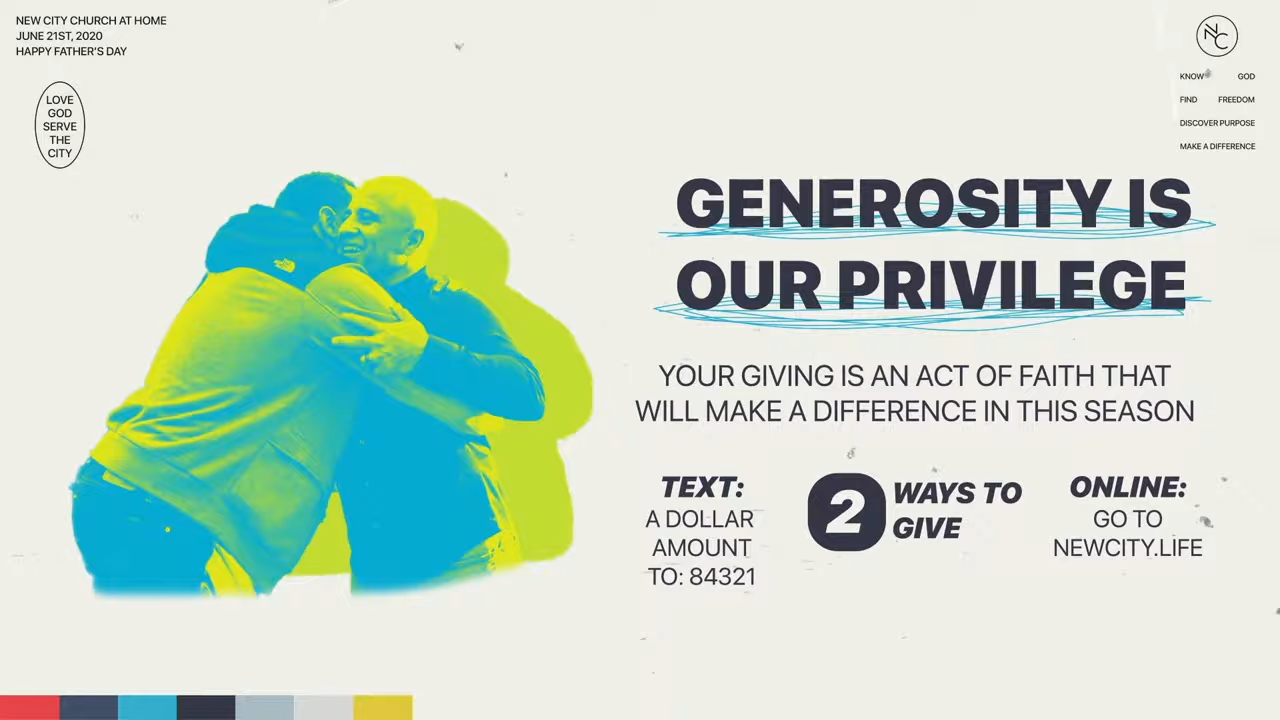 NEW CITY CHURCH AT HOME
JUNE 21ST, 2020
HAPPY FATHER'S DAY
LOVE
GOD
SERVE
THE
CITY
NC
KNOW GOD
FIND FREEDOM
DISCOVER PURPOSE
MAKE A DIFFERENCE
GENEROSITY IS
OUR PRIVILEGE
YOUR GIVING IS AN ACT OF FAITH THAT
WILL MAKE A DIFFERENCE IN THIS SEASON
TEXT:
A DOLLAR
AMOUNT
TO: 84321
2 WAYS TO
GIVE
ONLINE:
GO TO
NEWCITY.LIFE